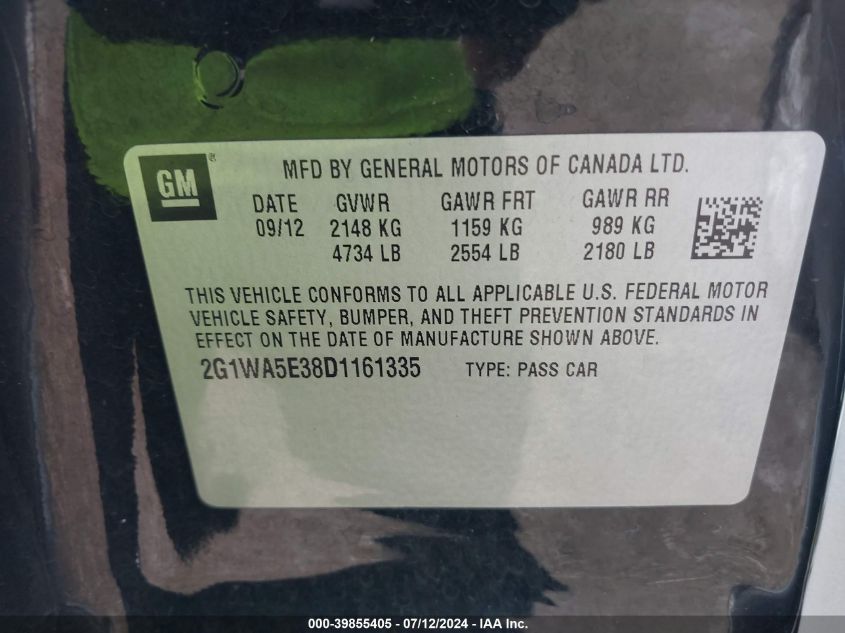 GM ®
MFD BY GENERAL MOTORS OF CANADA LTD.
DATE GVWR GAWR FRT GAWR RR
09/12 2148 KG 1159 KG 989 KG
4734 LB 2554 LB 2180 LB
THIS VEHICLE CONFORMS TO ALL APPLICABLE U.S. FEDERAL MOTOR
VEHICLE SAFETY, BUMPER, AND THEFT PREVENTION STANDARDS IN
EFFECT ON THE DATE OF MANUFACTURE SHOWN ABOVE.
2G1WA5E38D1161335 TYPE: PASS CAR
000-39855405 - 07/12/2024 - IAA Inc.